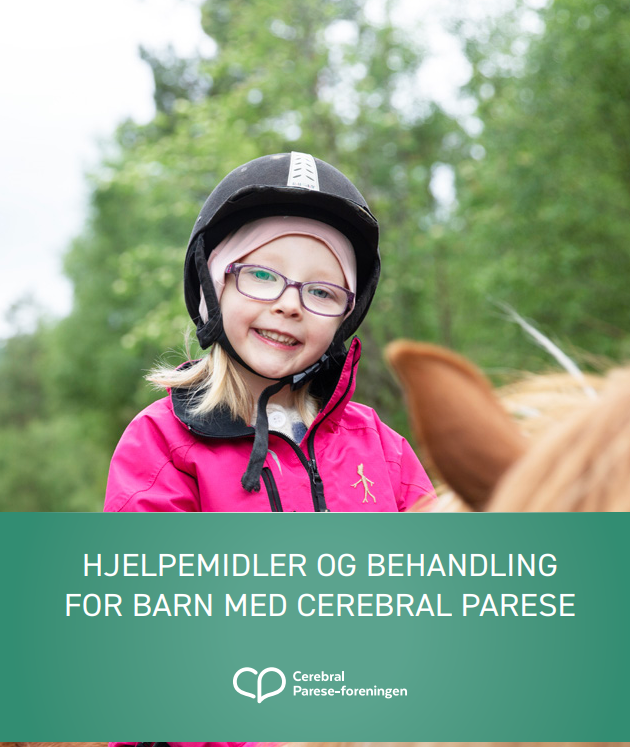 HJELPEMIDLER OG BEHANDLING
FOR BARN MED CEREBRAL PARESE
Cerebral
Parese-foreningen